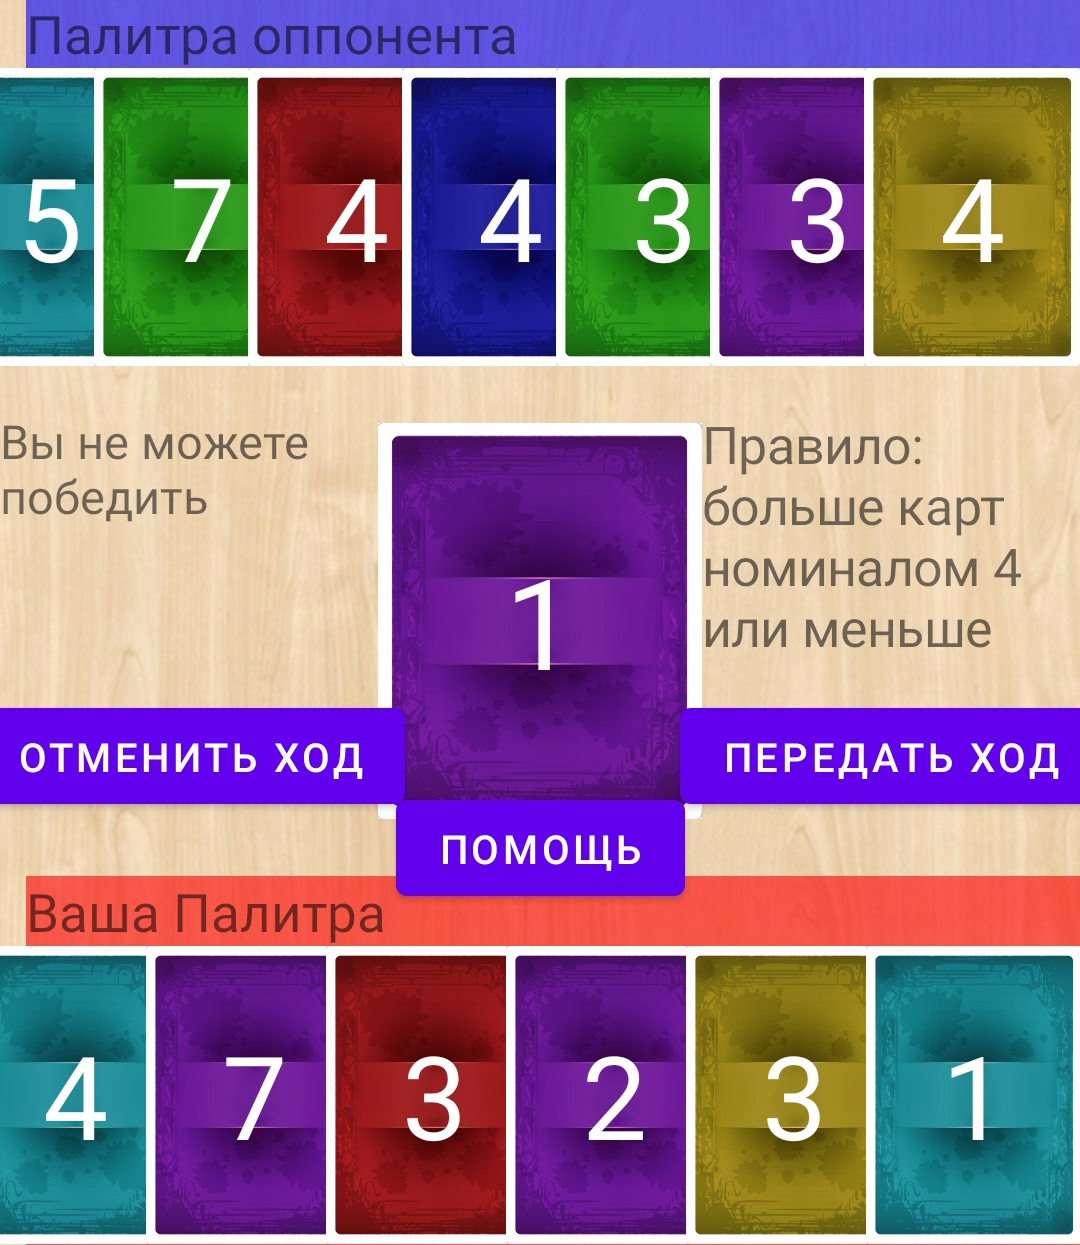 Палитра оппонента
5 7 4 4 3 3 4
Вы не можете
победить
1
Правило:
больше карт
номиналом 4
или меньше
ОТМЕНИТЬ ХОД
ПЕРЕДАТЬ ХОД
ПОМОЩЬ
Ваша Палитра
4 7 3 2 3 1